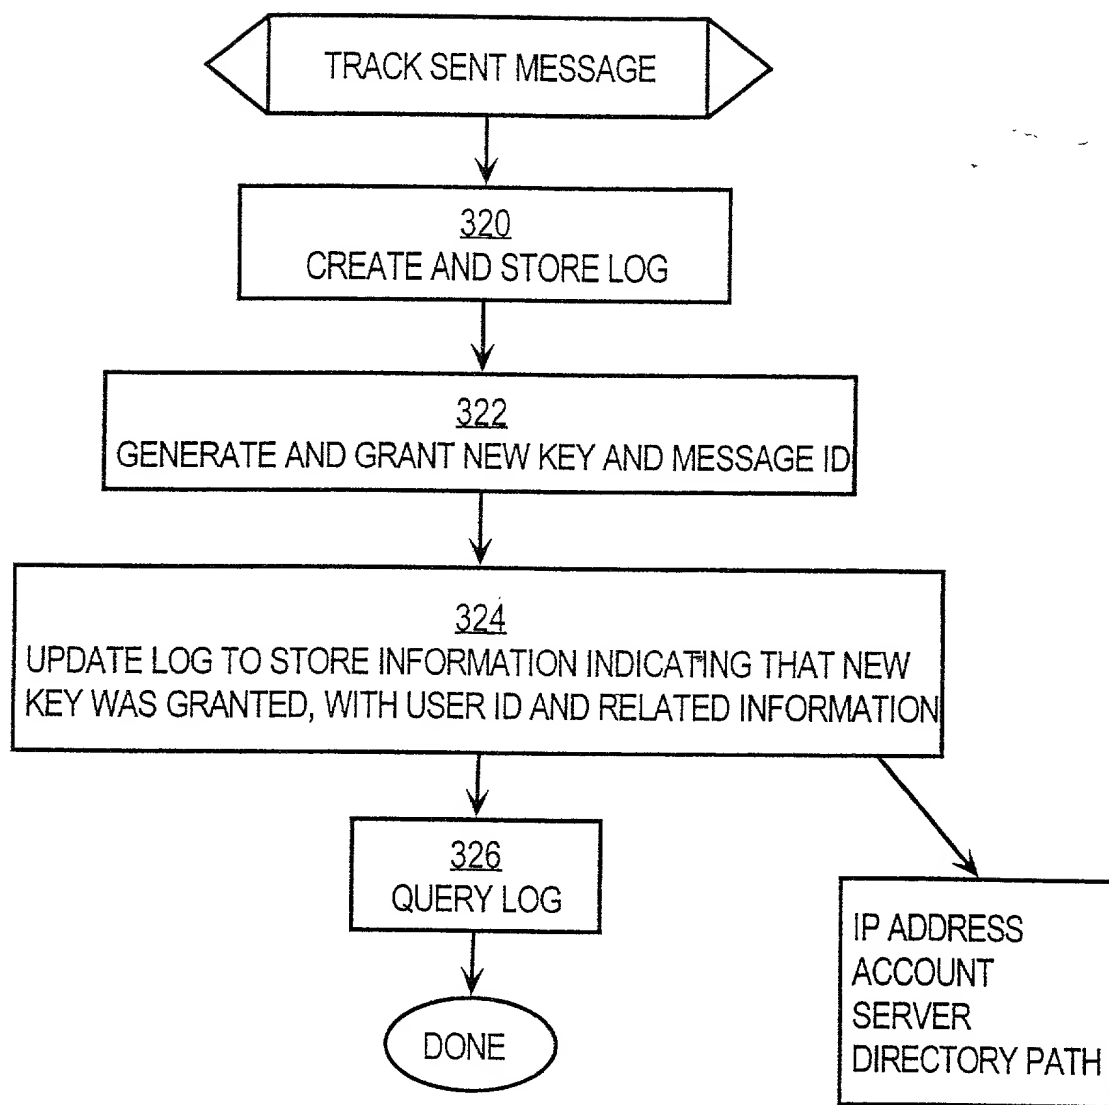 TRACK SENT MESSAGE
320
CREATE AND STORE LOG
322
GENERATE AND GRANT NEW KEY AND MESSAGE ID
324
UPDATE LOG TO STORE INFORMATION INDICATING THAT NEW
KEY WAS GRANTED, WITH USER ID AND RELATED INFORMATION
326
QUERY LOG
DONE
IP ADDRESS
ACCOUNT
SERVER
DIRECTORY PATH